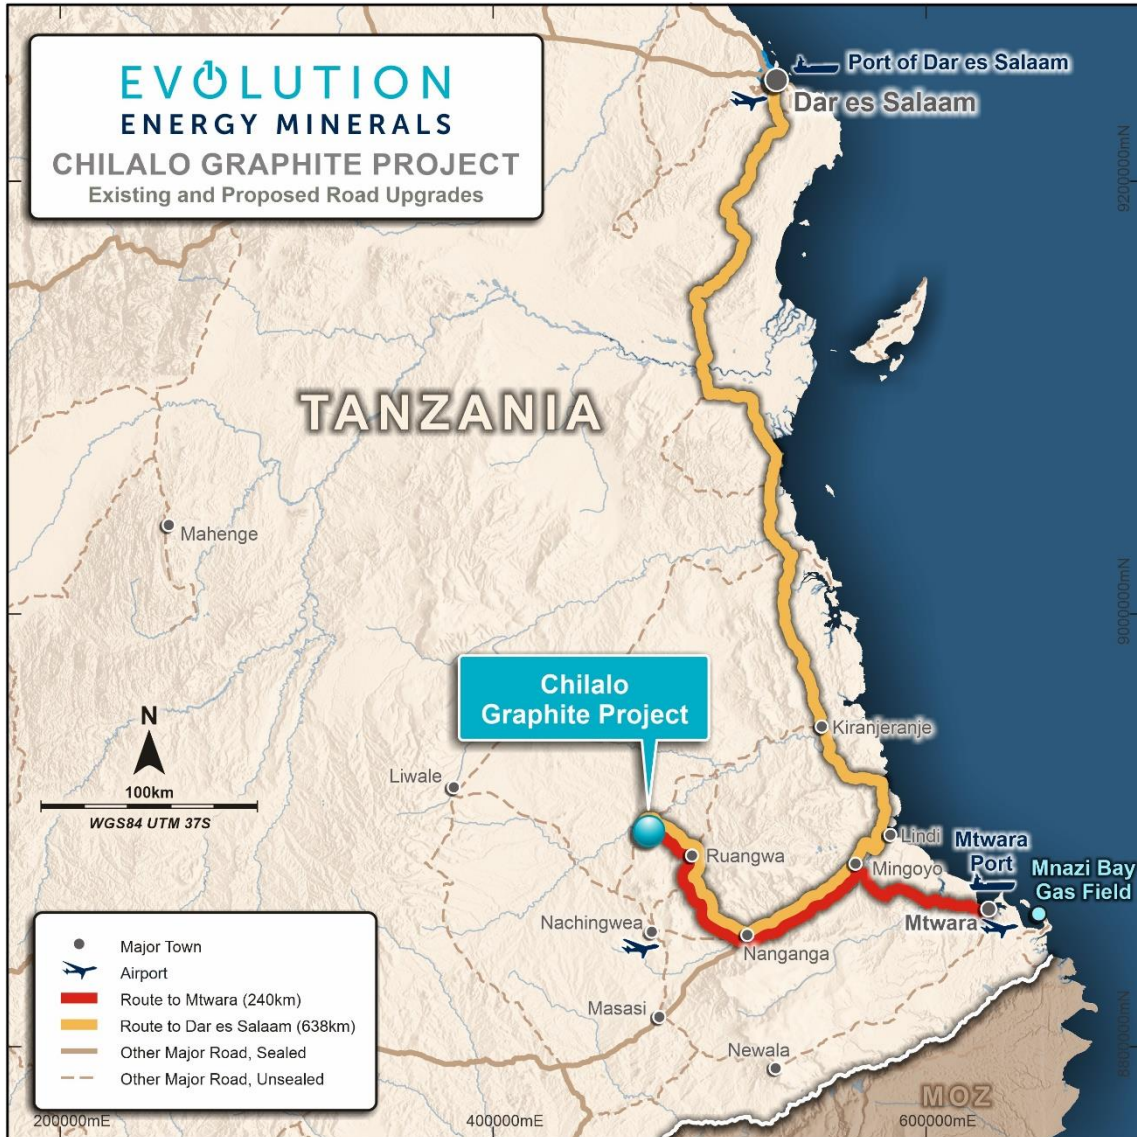 EVOLUTION
ENERGY MINERALS
CHILALO GRAPHITE PROJECT
Existing and Proposed Road Upgrades
Port of Dar es Salaam
Dar es Salaam
9200000mN
TANZANIA
Mahenge
9000000mN
Chilalo
Graphite Project
Kiranjeranje
N
100km
WGS84 UTM 37S
Liwale
Lindi
Ruangwa
Mingoyo
Mtwara
Port
Mnazi Bay
Gas Field
Nachingwea
Mtwara
Nanganga
Masasi
Newala
8800000mN
MOZ
Major Town
Airport
Route to Mtwara (240km)
Route to Dar es Salaam (638km)
Other Major Road, Sealed
Other Major Road, Unsealed
200000mE
400000mE
600000mE